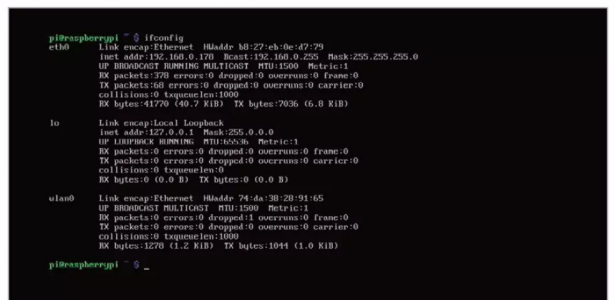 pi@raspberrypi ~ $ ifconfig
eth0 Link encap:Ethernet HWaddr b8:27:eb:0e:d7:79
inet addr:192.168.0.178 Bcast:192.168.0.255 Mask:255.255.255.0
UP BROADCAST RUNNING MULTICAST MTU:1500 Metric:1
RX packets:378 errors:0 dropped:0 overruns:0 frame:0
TX packets:68 errors:0 dropped:0 overruns:0 carrier:0
collisions:0 txqueuelen:1000
RX bytes:41770 (40.7 KiB) TX bytes:7036 (6.8 KiB)
lo Link encap:Local Loopback
inet addr:127.0.0.1 Mask:255.0.0.0
UP LOOPBACK RUNNING MTU:65536 Metric:1
RX packets:0 errors:0 dropped:0 overruns:0 frame:0
TX packets:0 errors:0 dropped:0 overruns:0 carrier:0
collisions:0 txqueuelen:0
RX bytes:0 (0.0 B) TX bytes:0 (0.0 B)
wlan0 Link encap:Ethernet HWaddr 74:da:38:28:91:65
UP BROADCAST MULTICAST MTU:1500 Metric:1
RX packets:0 errors:0 dropped:1 overruns:0 frame:0
TX packets:0 errors:0 dropped:0 overruns:0 carrier:0
collisions:0 txqueuelen:1000
RX bytes:1278 (1.2 KiB) TX bytes:1044 (1.0 KiB)
pi@raspberrypi ~ $ _